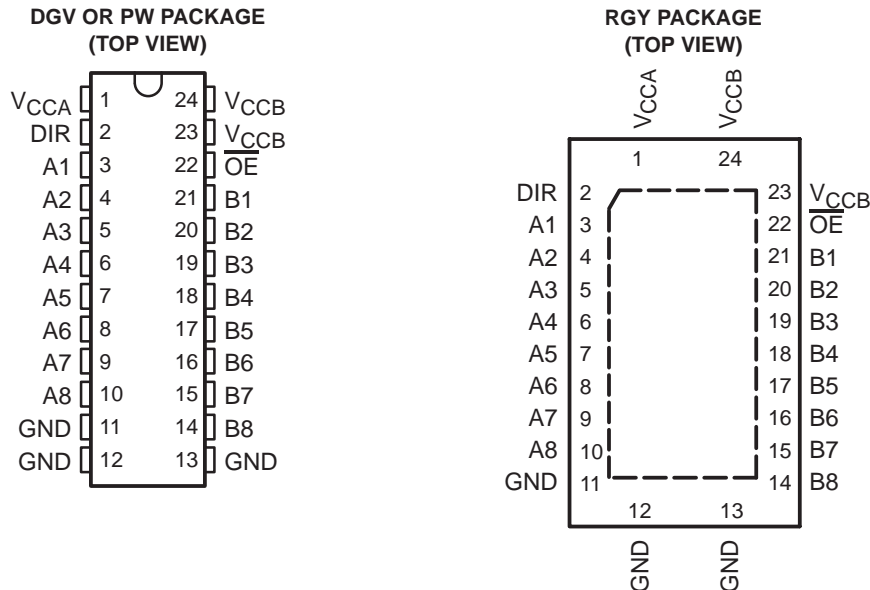 DGV OR PW PACKAGE
(TOP VIEW)
VCCA 1 24 VCCB
DIR 2 23 VCCB
A1 3 22 OE
A2 4 21 B1
A3 5 20 B2
A4 6 19 B3
A5 7 18 B4
A6 8 17 B5
A7 9 16 B6
A8 10 15 B7
GND 11 14 B8
GND 12 13 GND
RGY PACKAGE
(TOP VIEW)
VCCA VCCB
1 24
DIR 2 23 VCCB
A1 3 22 OE
A2 4 21 B1
A3 5 20 B2
A4 6 19 B3
A5 7 18 B4
A6 8 17 B5
A7 9 16 B6
A8 10 15 B7
GND 11 14 B8
12 13
GND GND